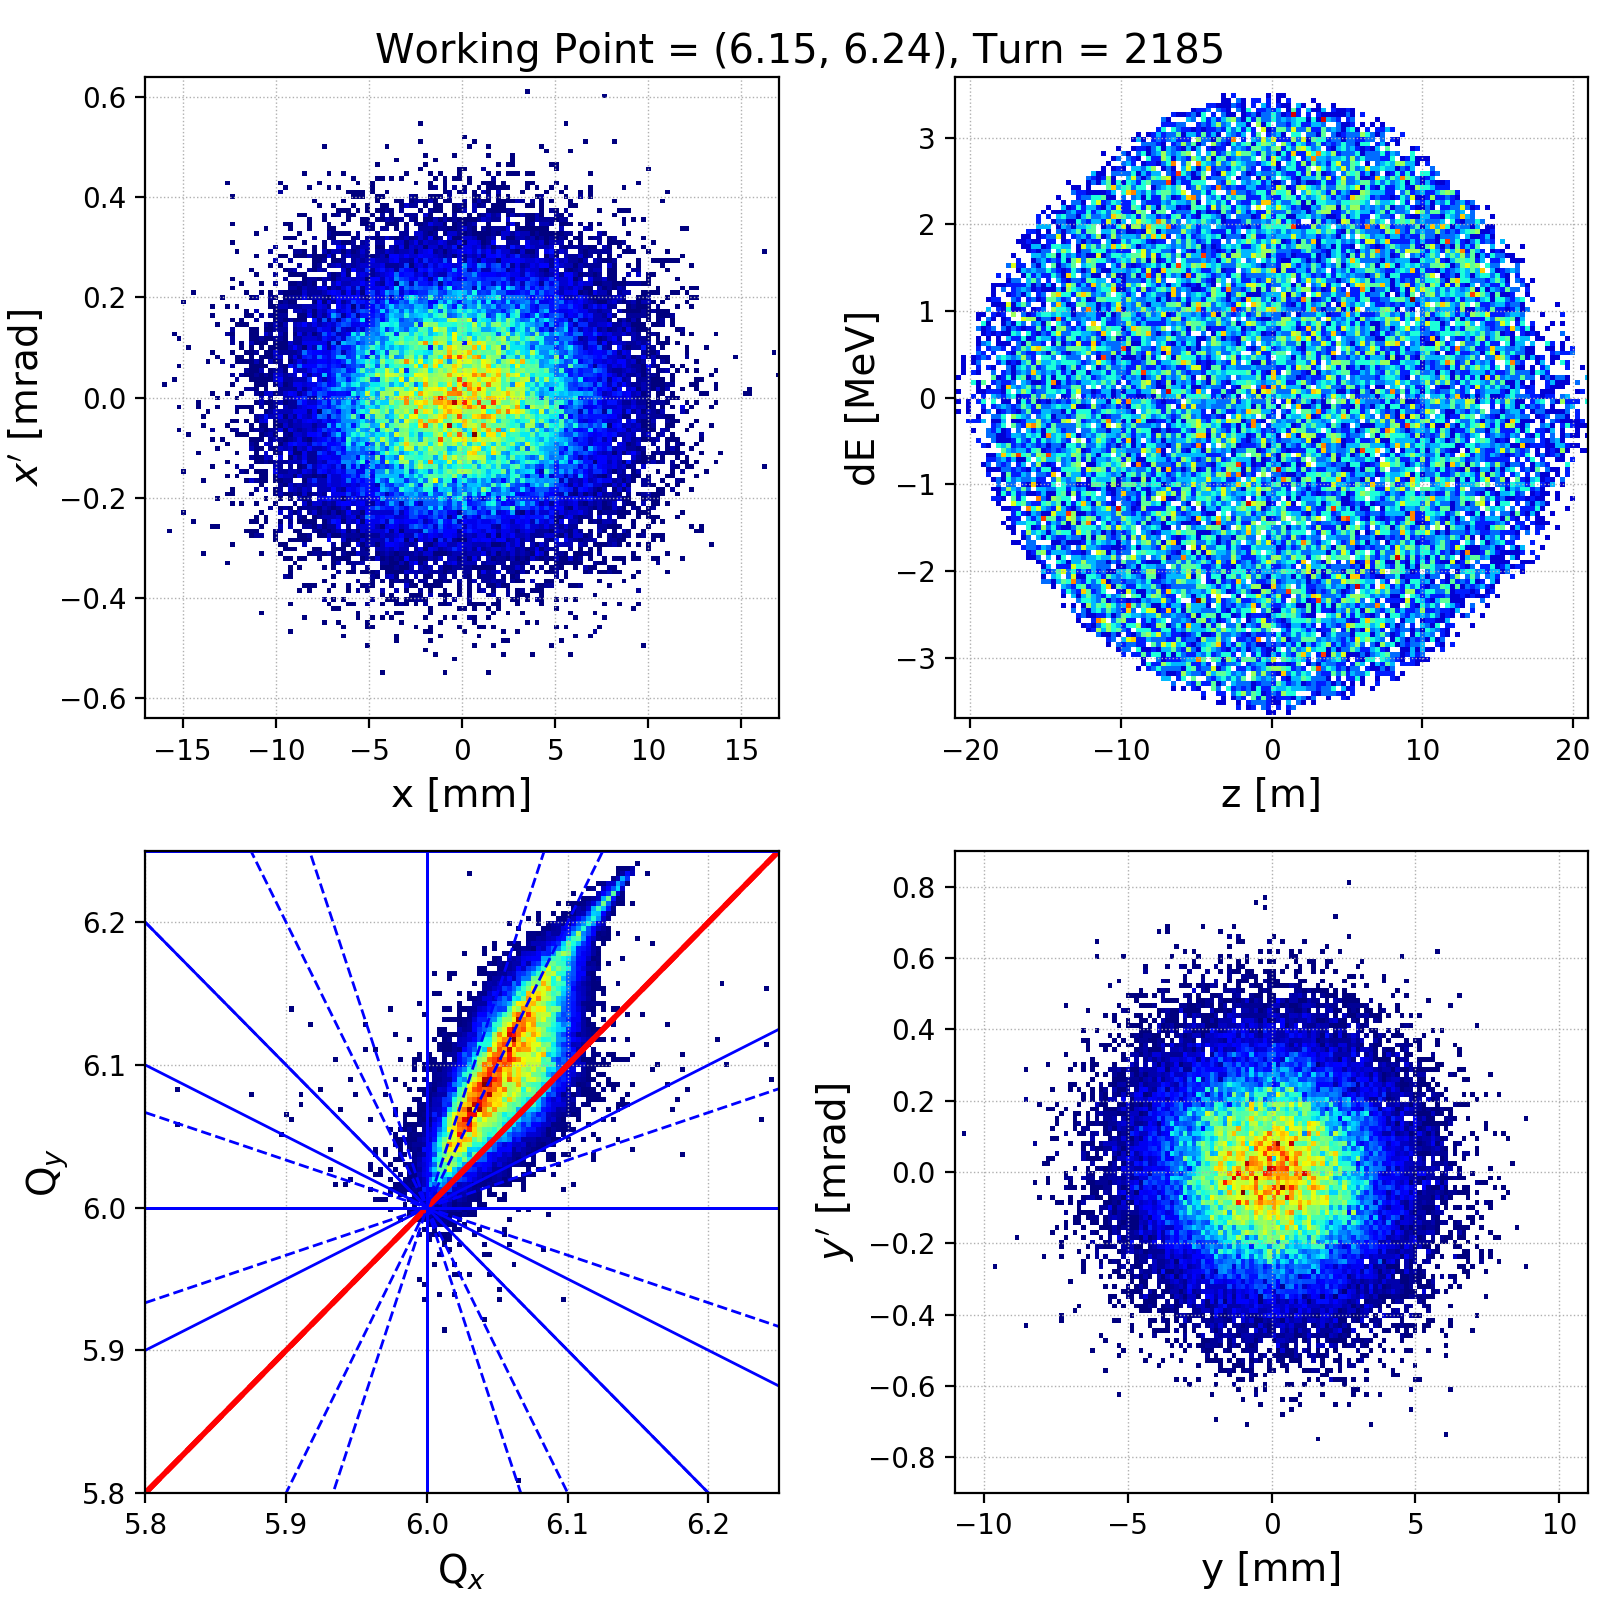 Working Point = (6.15, 6.24), Turn = 2185
0.6
0.4
0.2
0.0
−0.2
−0.4
−0.6
x′ [mrad]
−15 −10 −5 0 5 10 15
x [mm]
3
2
1
0
−1
−2
−3
dE [MeV]
−20 −10 0 10 20
z [m]
6.2
6.1
6.0
5.9
5.8
Qy
5.8 5.9 6.0 6.1 6.2
Qx
0.8
0.6
0.4
0.2
0.0
−0.2
−0.4
−0.6
−0.8
y′ [mrad]
−10 −5 0 5 10
y [mm]